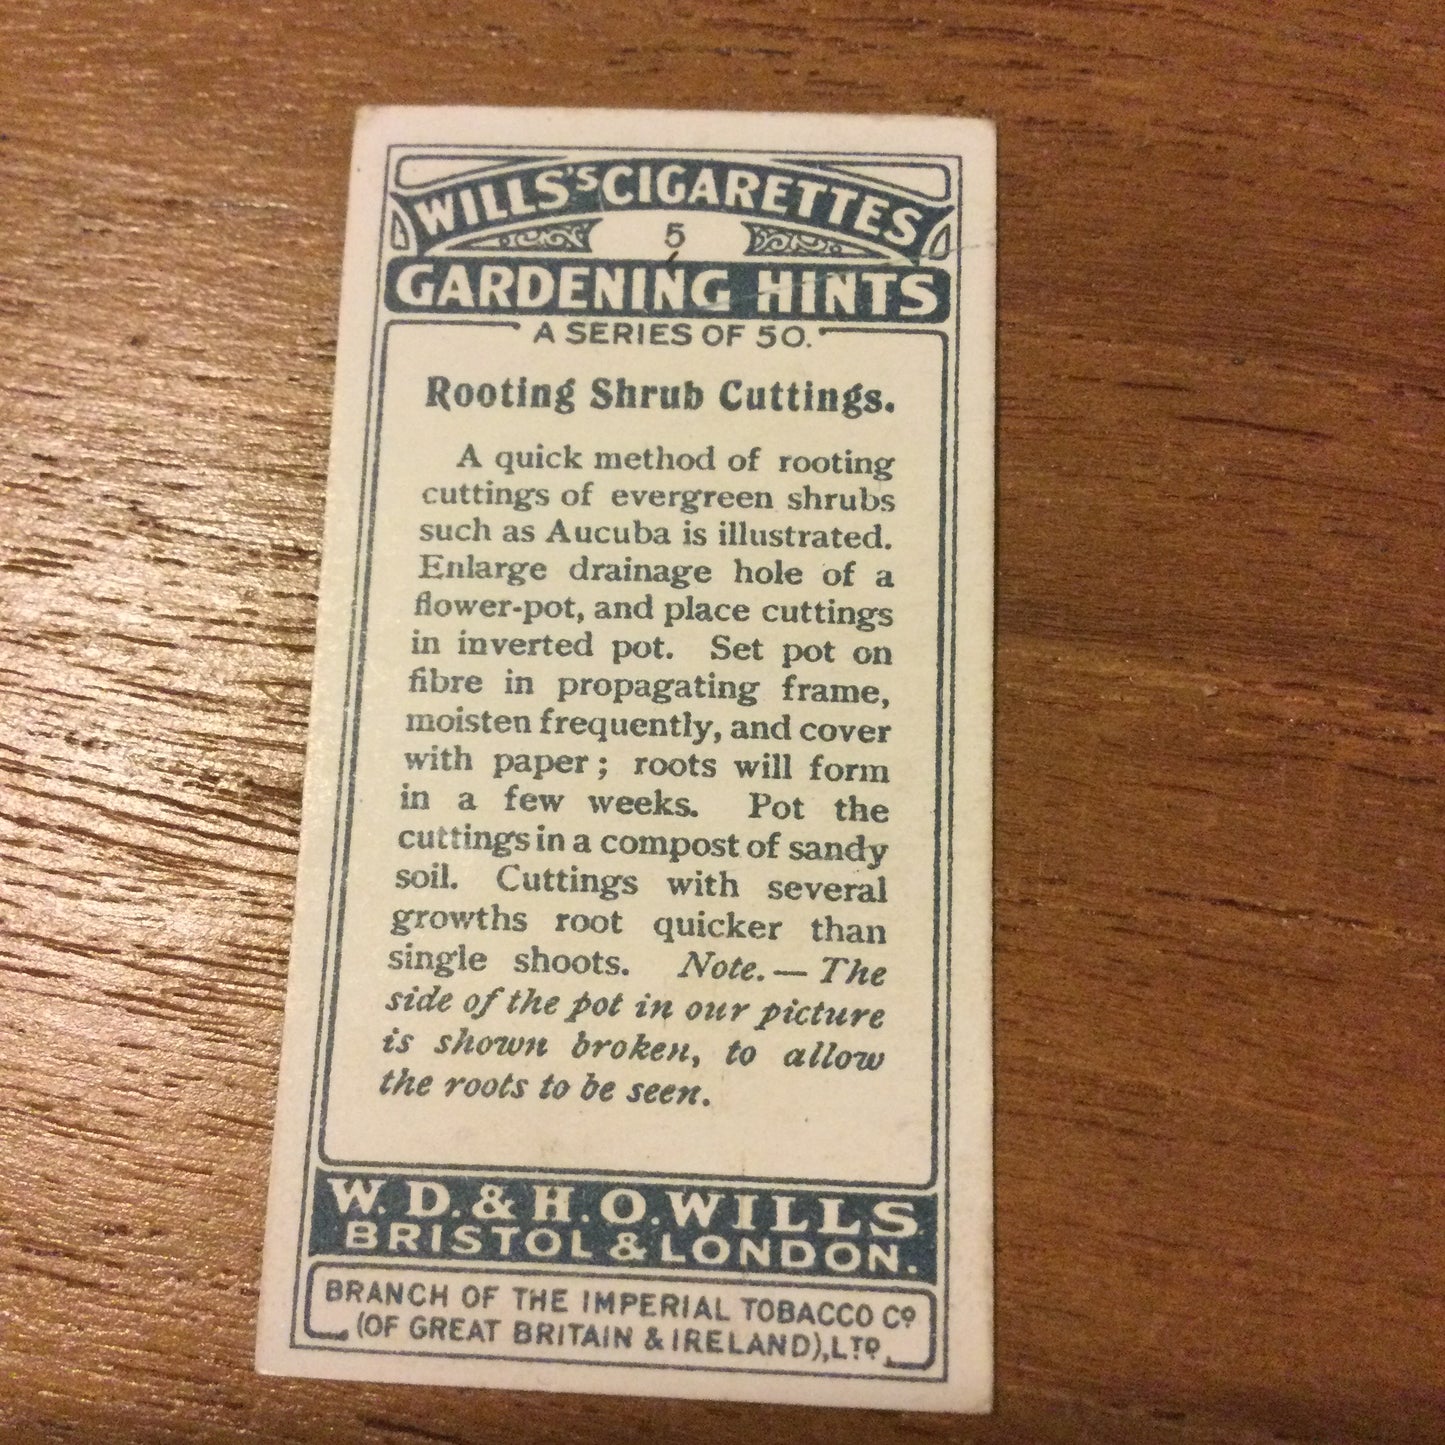 WILLS'S CIGARETTES
5
GARDENING HINTS
A SERIES OF 50.
Rooting Shrub Cuttings.
A quick method of rooting
cuttings of evergreen shrubs
such as Aucuba is illustrated.
Enlarge drainage hole of a
flower-pot, and place cuttings
in inverted pot. Set pot on
fibre in propagating frame,
moisten frequently, and cover
with paper; roots will form
in a few weeks. Pot the
cuttings in a compost of sandy
soil. Cuttings with several
growths root quicker than
single shoots. Note.—The
side of the pot in our picture
is shown broken, to allow
the roots to be seen.
W. D. & H. O. WILLS
BRISTOL & LONDON.
BRANCH OF THE IMPERIAL TOBACCO Co.
(OF GREAT BRITAIN & IRELAND), LTD.